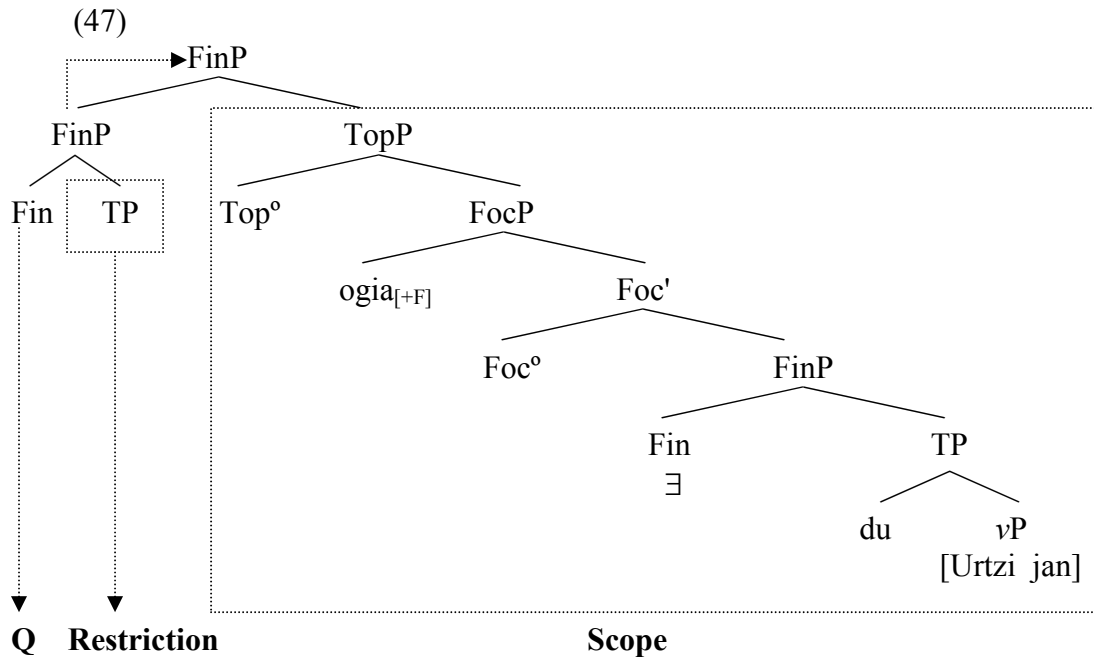 (47)
FinP
FinP TopP
Fin TP Topº FocP
ogia[+F] Foc'
Focº FinP
Fin TP
∃
du vP
[Urtzi jan]
Q Restriction Scope